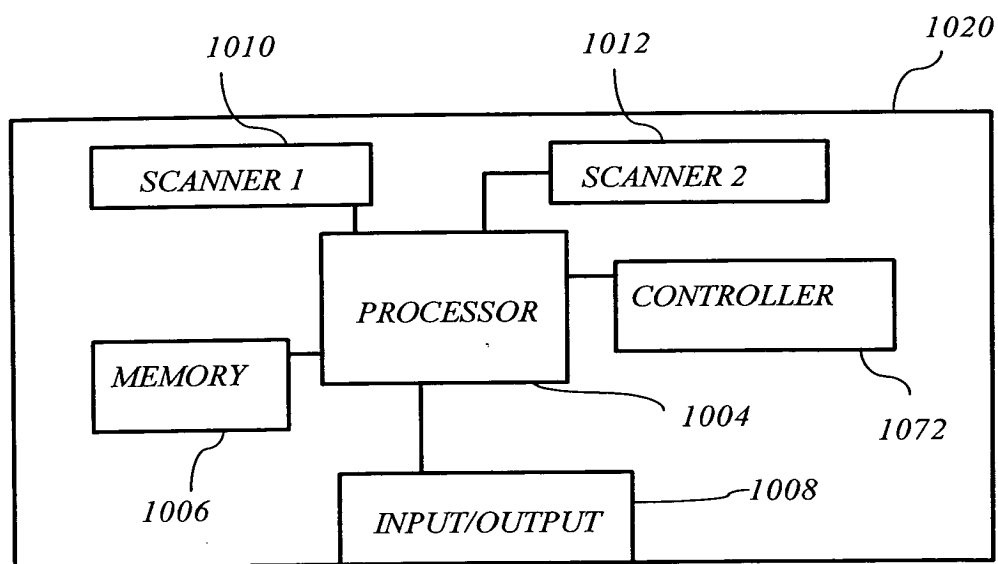 1020
1010
1012
SCANNER 1
SCANNER 2
PROCESSOR
CONTROLLER
MEMORY
1004
1072
1006
1008
INPUT/OUTPUT